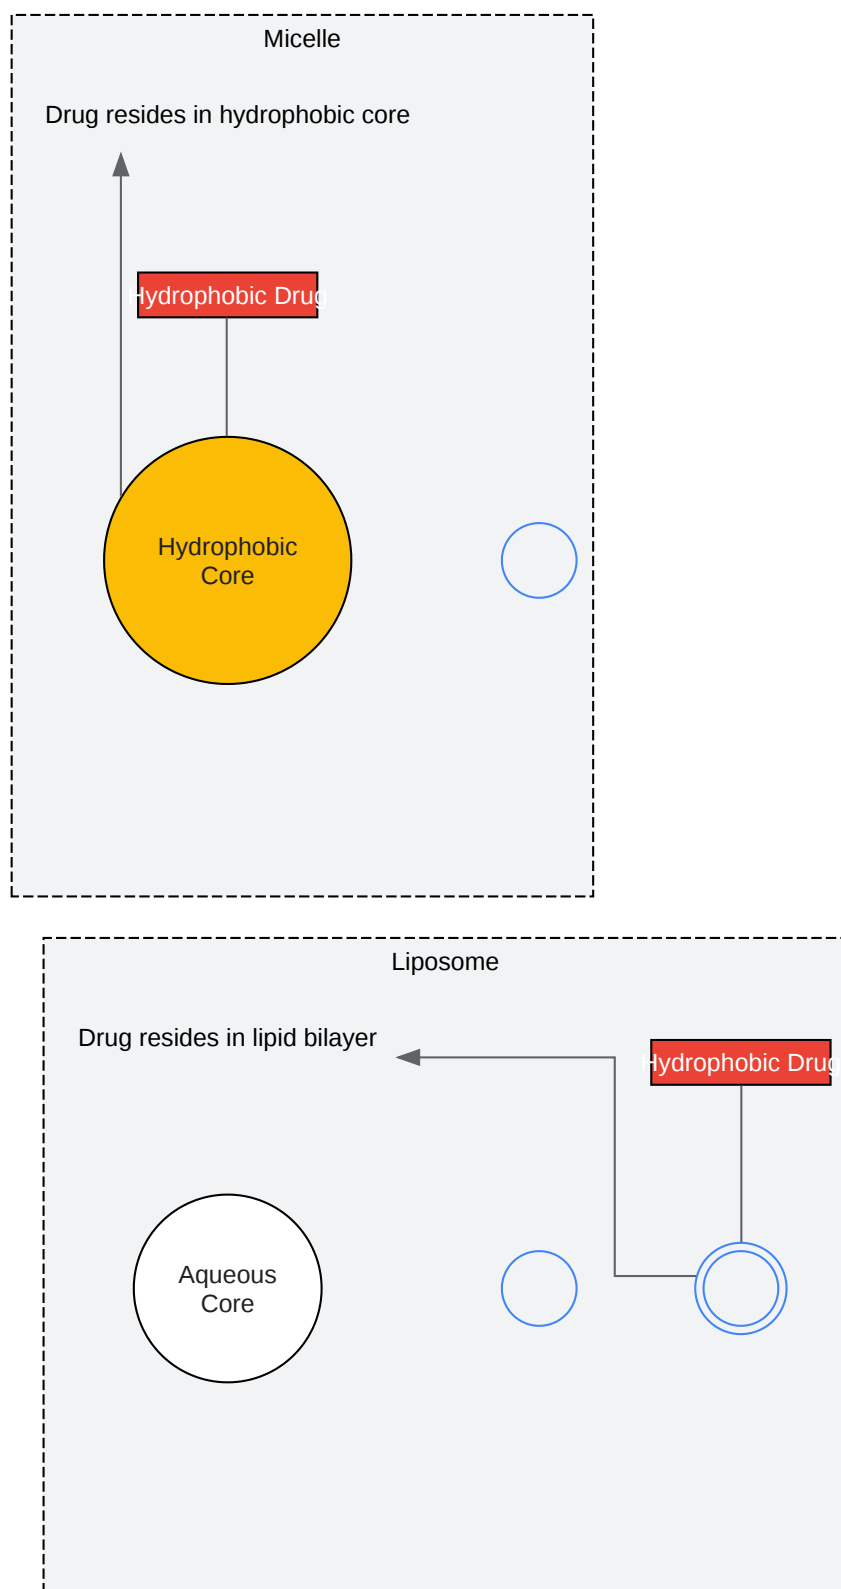 Micelle
Drug resides in hydrophobic core
Hydrophobic Drug
Hydrophobic
Core
Liposome
Drug resides in lipid bilayer
Hydrophobic Drug
Aqueous
Core